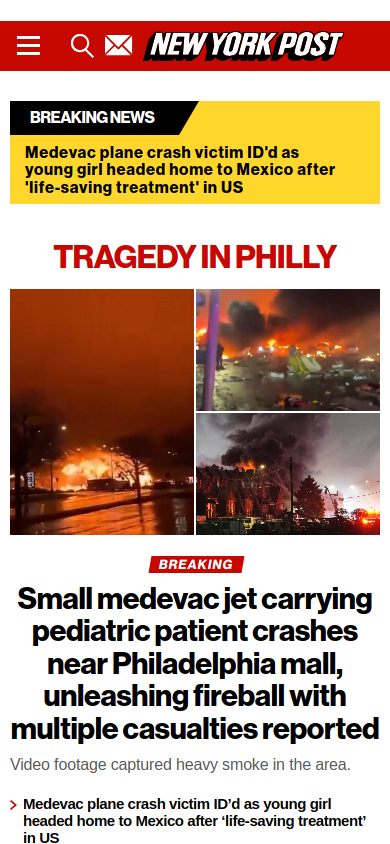 NEW YORK POST
BREAKING NEWS
Medevac plane crash victim ID'd as
young girl headed home to Mexico after
'life-saving treatment' in US
TRAGEDY IN PHILLY
BREAKING
Small medevac jet carrying
pediatric patient crashes
near Philadelphia mall,
unleashing fireball with
multiple casualties reported
Video footage captured heavy smoke in the area.
Medevac plane crash victim ID’d as young girl
headed home to Mexico after ‘life-saving treatment’
in US